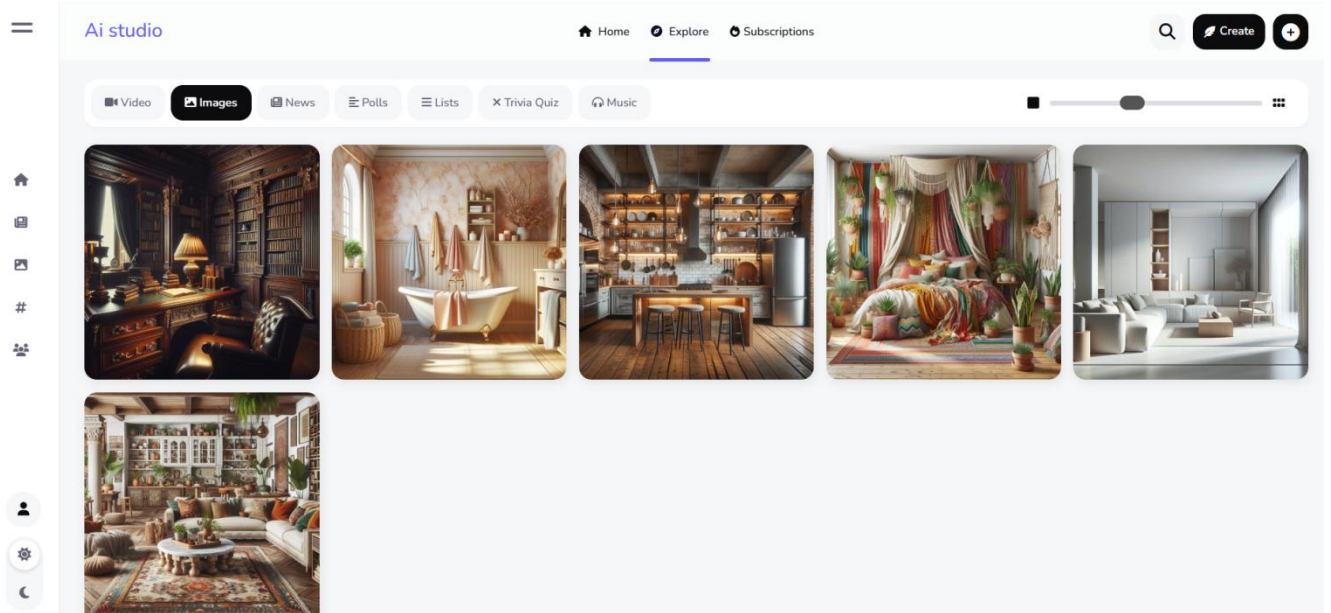 Ai studio
Home
Explore
Subscriptions
Create
Video
Images
News
Polls
Lists
Trivia Quiz
Music